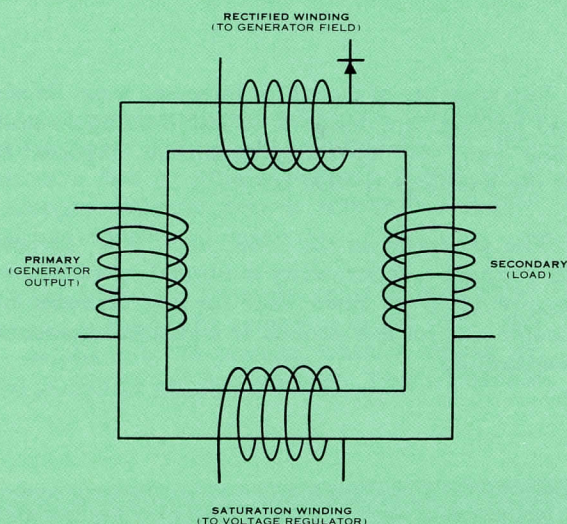 RECTIFIED WINDING
(TO GENERATOR FIELD)
PRIMARY
(GENERATOR
OUTPUT)
SECONDARY
(LOAD)
SATURATION WINDING
(TO VOLTAGE REGULATOR)